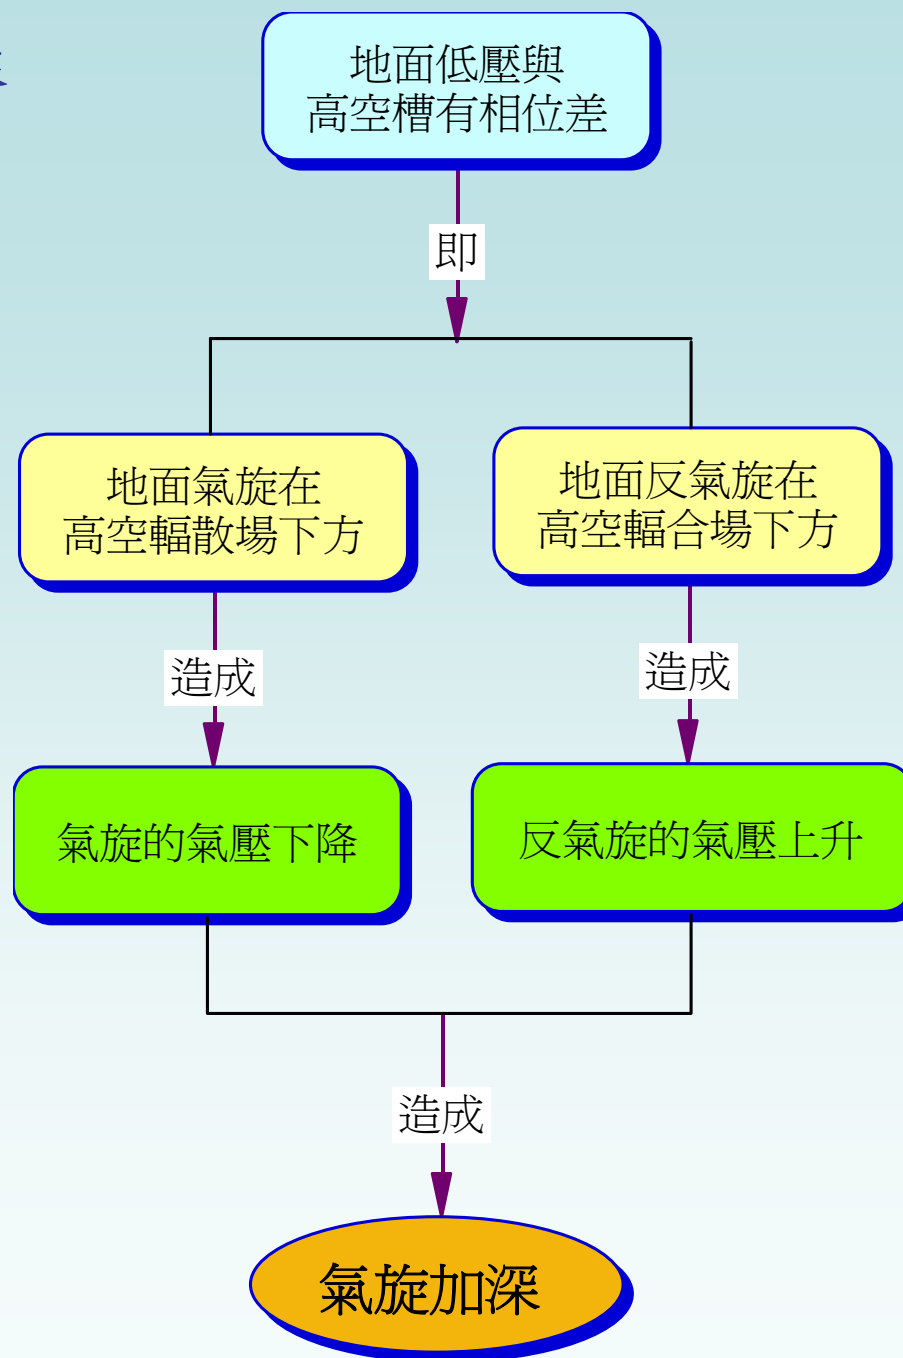 地面低壓與
高空槽有相位差
即
地面氣旋在
高空輻散場下方
地面反氣旋在
高空輻合場下方
造成
造成
氣旋的氣壓下降
反氣旋的氣壓上升
造成
氣旋加深